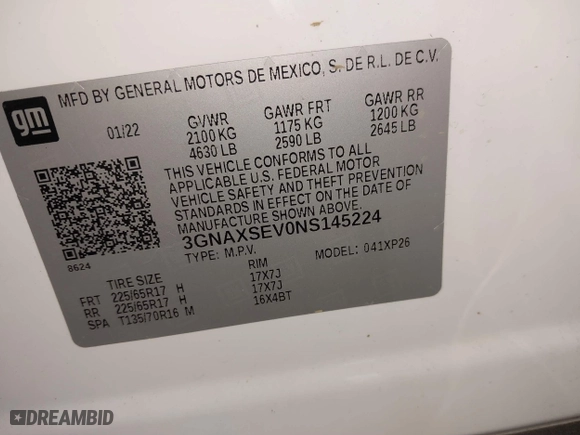 gm
MFD BY GENERAL MOTORS DE MEXICO, S. DE R.L. DE C.V.
01/22
GVWR GAWR FRT GAWR RR
2100 KG 1175 KG 1200 KG
4630 LB 2590 LB 2645 LB
THIS VEHICLE CONFORMS TO ALL
APPLICABLE U.S. FEDERAL MOTOR
VEHICLE SAFETY AND THEFT PREVENTION
STANDARDS IN EFFECT ON THE DATE OF
MANUFACTURE SHOWN ABOVE.
3GNAXSEV0NS145224
8624
TYPE: M.P.V. MODEL: 041XP26
TIRE SIZE RIM
FRT 225/65R17 H 17X7J
RR 225/65R17 H 17X7J
SPA T135/70R16 M 16X4BT
DREAMBID